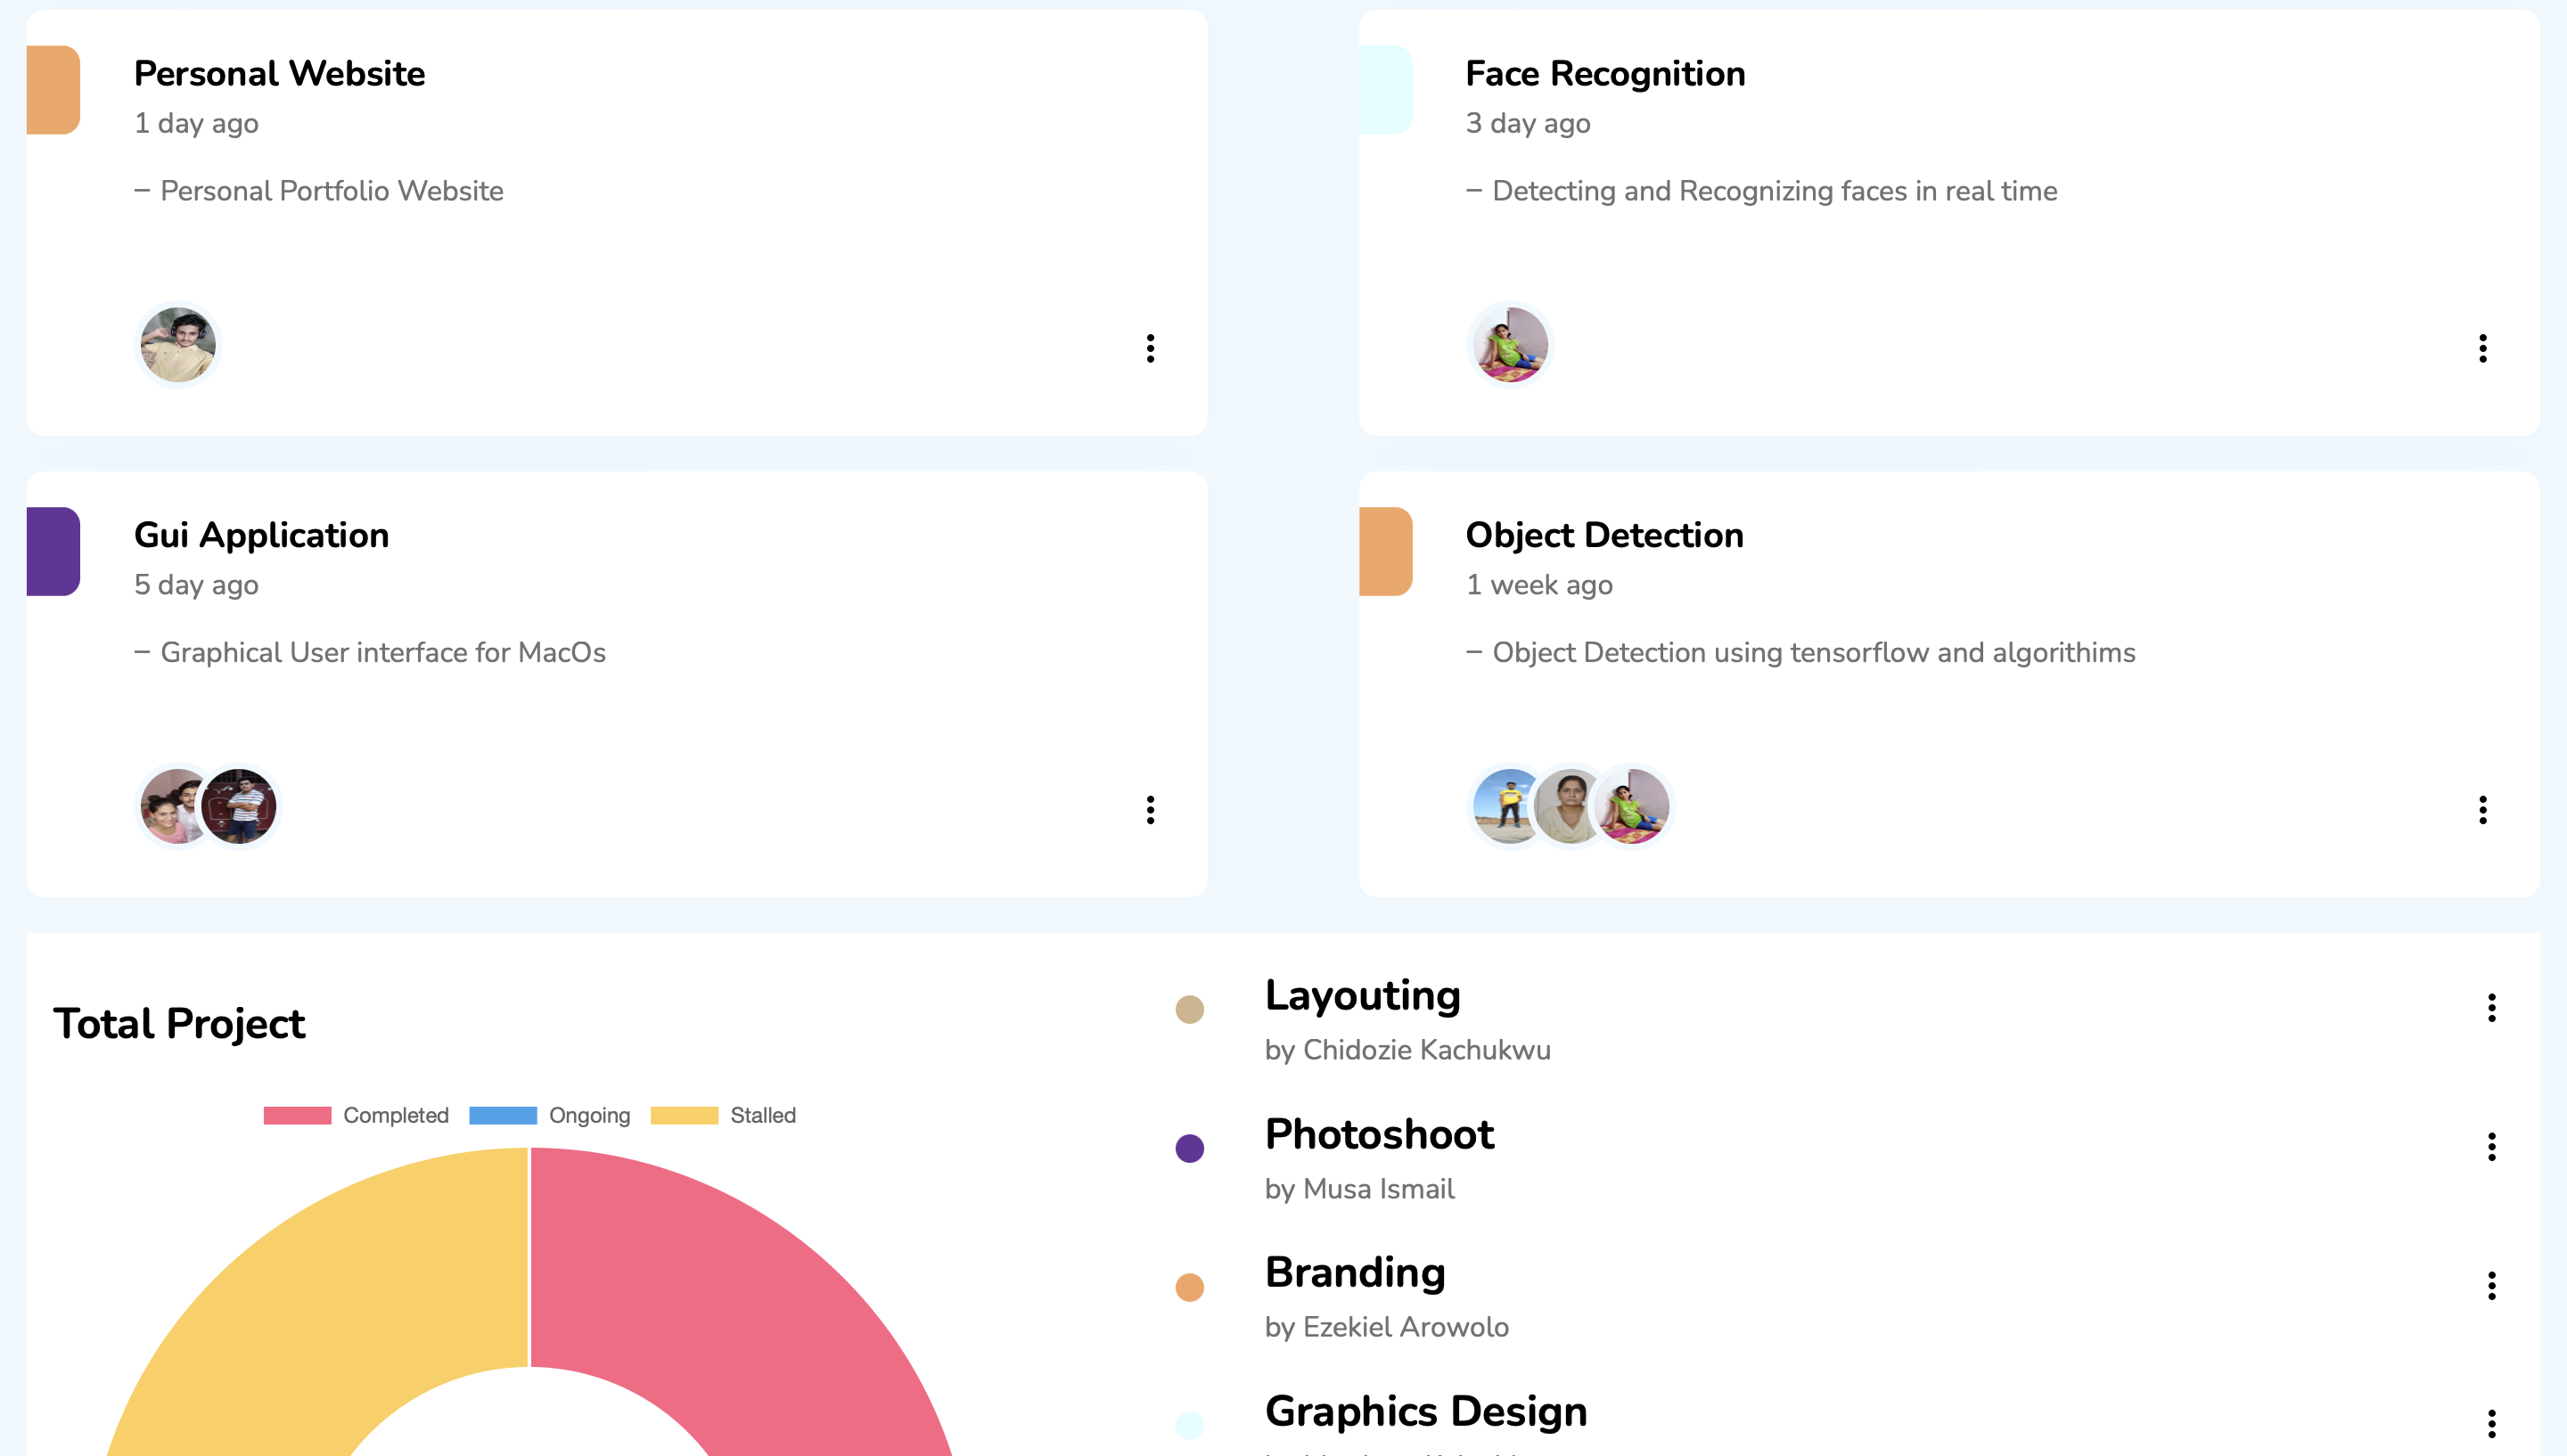 Personal Website
1 day ago
– Personal Portfolio Website
Face Recognition
3 day ago
– Detecting and Recognizing faces in real time
Gui Application
5 day ago
– Graphical User interface for MacOs
Object Detection
1 week ago
– Object Detection using tensorflow and algorithims
Total Project
Completed Ongoing Stalled
Layouting
by Chidozie Kachukwu
Photoshoot
by Musa Ismail
Branding
by Ezekiel Arowolo
Graphics Design